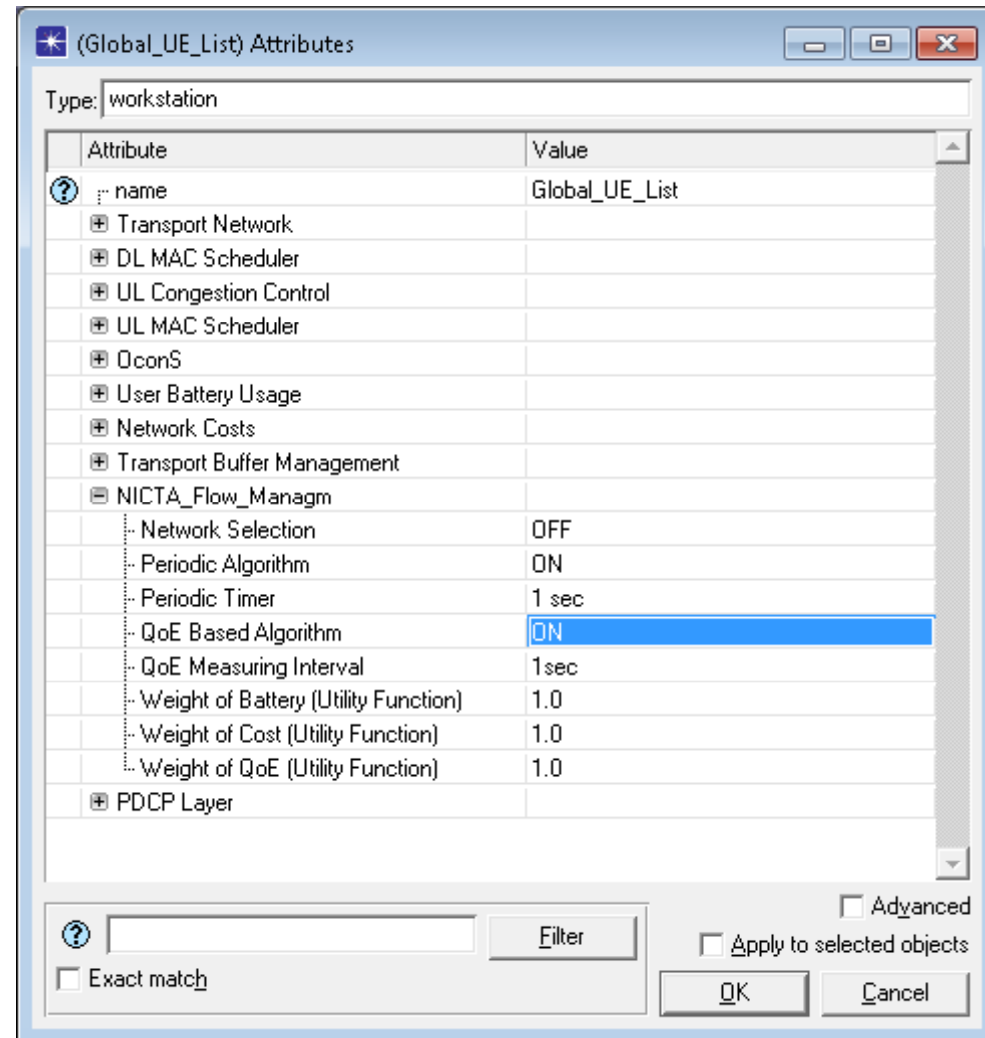 (Global_UE_List) Attributes
Type: workstation
Attribute Value
name Global_UE_List
Transport Network
DL MAC Scheduler
UL Congestion Control
UL MAC Scheduler
OconS
User Battery Usage
Network Costs
Transport Buffer Management
NICTA_Flow_Managm
Network Selection OFF
Periodic Algorithm ON
Periodic Timer 1 sec
QoE Based Algorithm ON
QoE Measuring Interval 1sec
Weight of Battery (Utility Function) 1.0
Weight of Cost (Utility Function) 1.0
Weight of QoE (Utility Function) 1.0
PDCP Layer
Advanced
Filter
Apply to selected objects
Exact match
OK Cancel